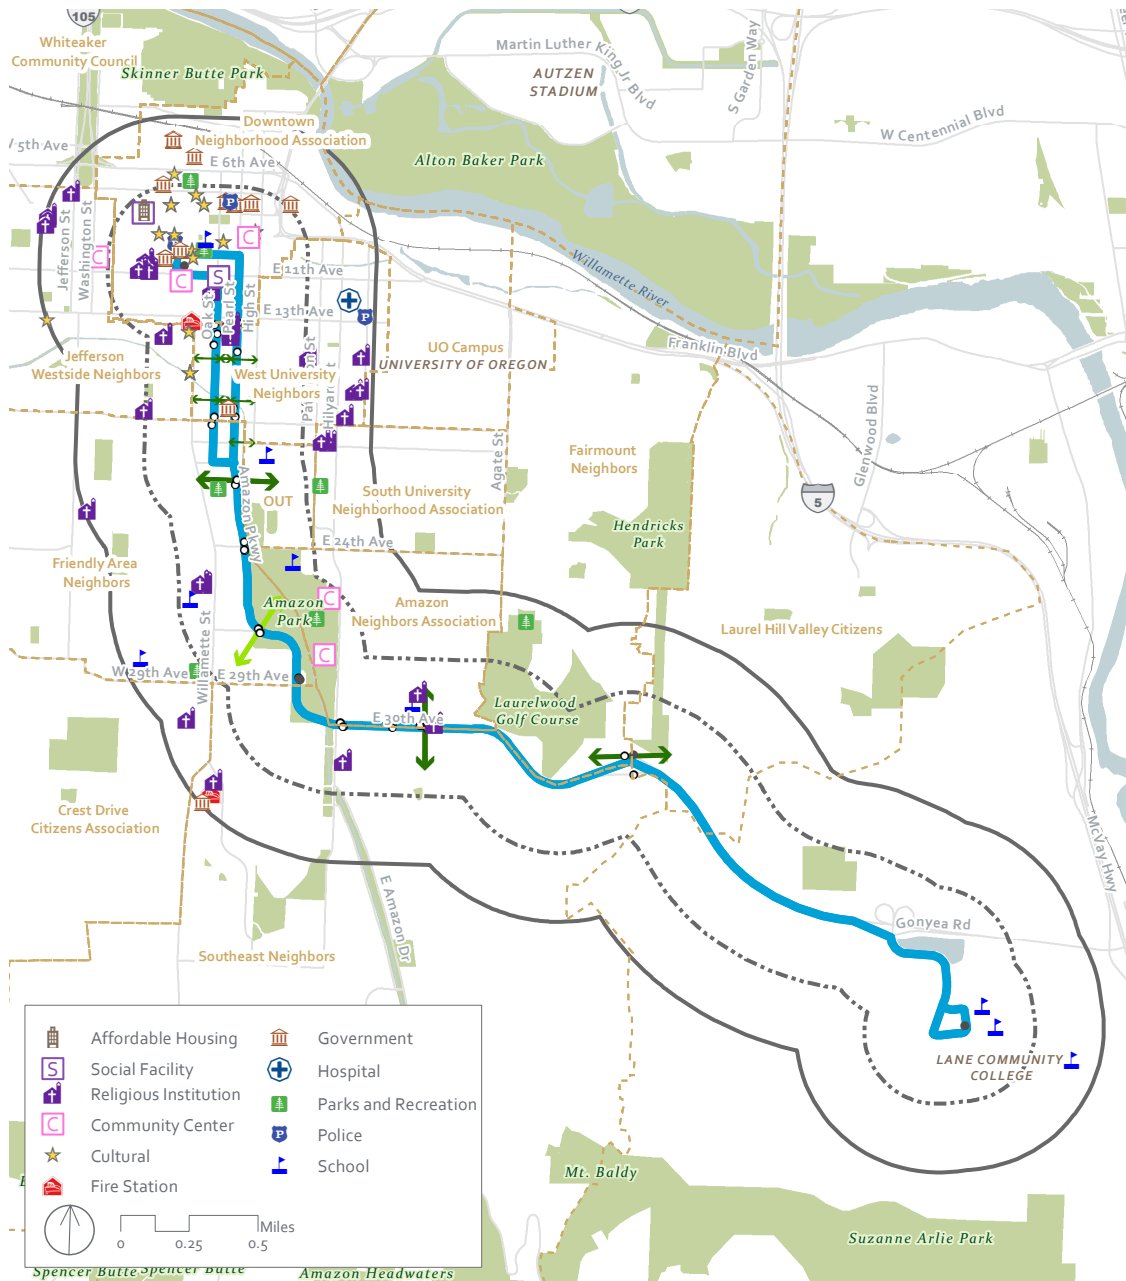 105
Whiteaker
Community Council
Skinner Butte Park
Martin Luther King Jr Blvd
S Garden Way
AUTZEN
STADIUM
W Centennial Blvd
Downtown
Neighborhood Association
5th Ave
E 6th Ave
Alton Baker Park
Jefferson St
Washington St
Willamette River
E 11th Ave
E 13th Ave
Oak St
Pearl St
High St
Franklin Blvd
Jefferson
Westside Neighbors
UO Campus
UNIVERSITY OF OREGON
West University
Neighbors
Hilyard
Glenwood Blvd
Agate St
Fairmount
Neighbors
5
Amazon Pkwy
OUT
South University
Neighborhood Association
Hendricks
Park
E 24th Ave
Friendly Area
Neighbors
Amazon
Park
Amazon
Neighbors Association
Laurel Hill Valley Citizens
Willamette St
W 29th Ave
E 29th Ave
Laurelwood
Golf Course
E 30th Ave
Crest Drive
Citizens Association
McVay Hwy
E Amazon Dr
Gonyea Rd
Southeast Neighbors
LANE COMMUNITY
COLLEGE
Affordable Housing
Social Facility
S
Religious Institution
Community Center
C
Cultural
Fire Station
Government
Hospital
Parks and Recreation
Police
P
School
Miles
0
0.25
0.5
Mt. Baldy
Suzanne Arlie Park
Spencer Butte
Spencer Butte
Amazon Headwaters